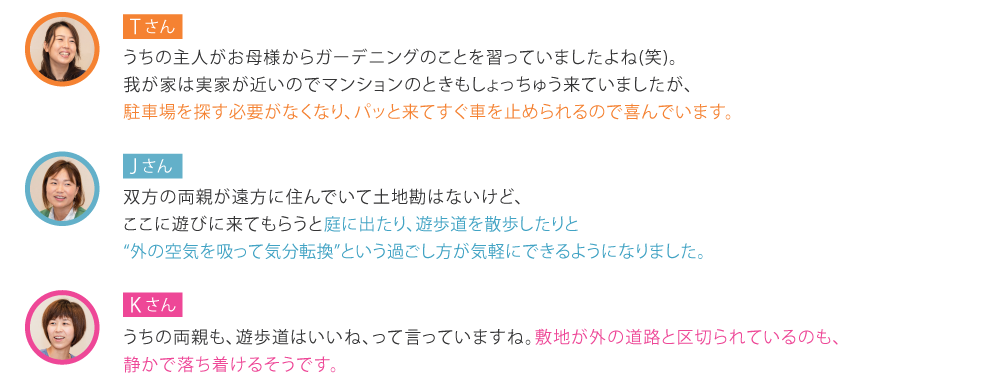 Tさん
うちの主人がお母様からガーデニングのことを習っていましたよね(笑)。
我が家は実家が近いのでマンションのときもしょっちゅう来ていましたが、
駐車場を探す必要がなくなり、パッと来てすぐ車を止められるので喜んでいます。
Jさん
双方の両親が遠方に住んでいて土地勘はないけど、
ここに遊びに来てもらうと庭に出たり、遊歩道を散歩したりと
“外の空気を吸って気分転換”という過ごし方が気軽にできるようになりました。
Kさん
うちの両親も、遊歩道はいいね、って言っていますね。敷地が外の道路と区切られているのも、
静かで落ち着けるそうです。